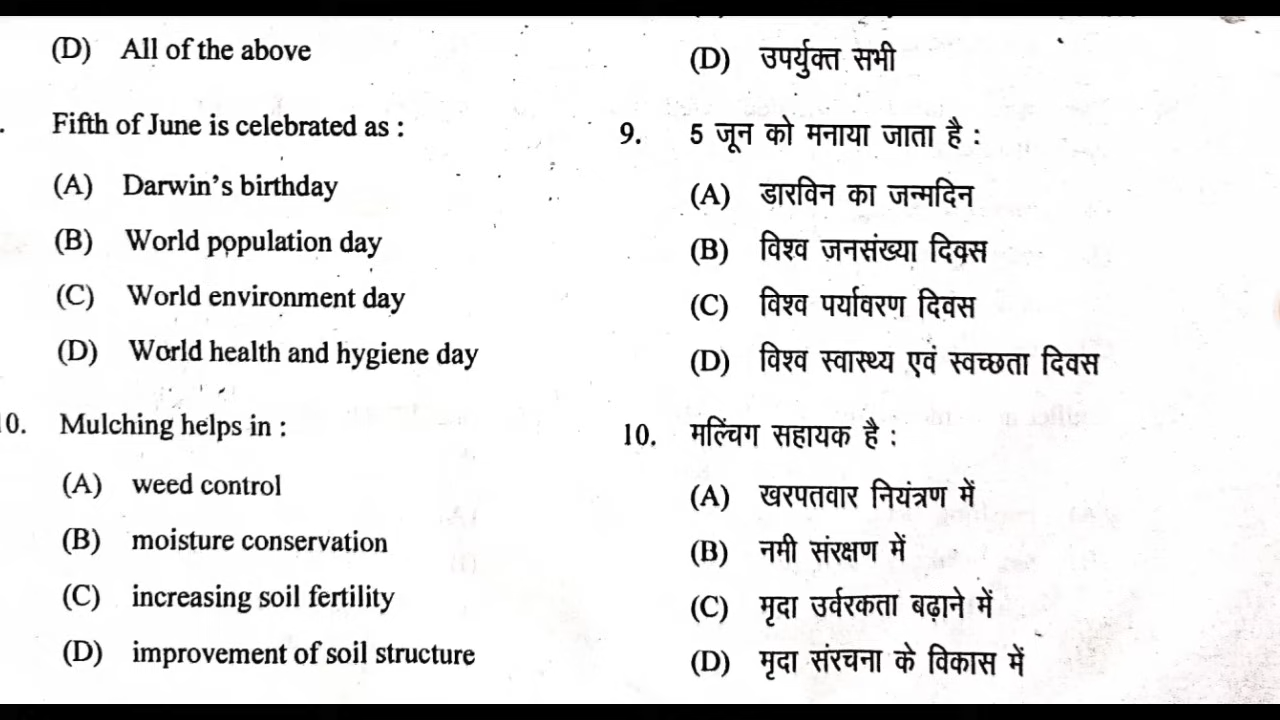 (D) All of the above
Fifth of June is celebrated as :
(A) Darwin's birthday
(B) World population day
(C) World environment day
(D) World health and hygiene day
10. Mulching helps in :
(A) weed control
(B) moisture conservation
(C) increasing soil fertility
(D) improvement of soil structure
(D) उपर्युक्त सभी
9. 5 जून को मनाया जाता है :
(A) डारविन का जन्मदिन
(B) विश्व जनसंख्या दिवस
(C) विश्व पर्यावरण दिवस
(D) विश्व स्वास्थ्य एवं स्वच्छता दिवस
10. मल्चिंग सहायक है :
(A) खरपतवार नियंत्रण में
(B) नमी संरक्षण में
(C) मृदा उर्वरकता बढ़ाने में
(D) मृदा संरचना के विकास में